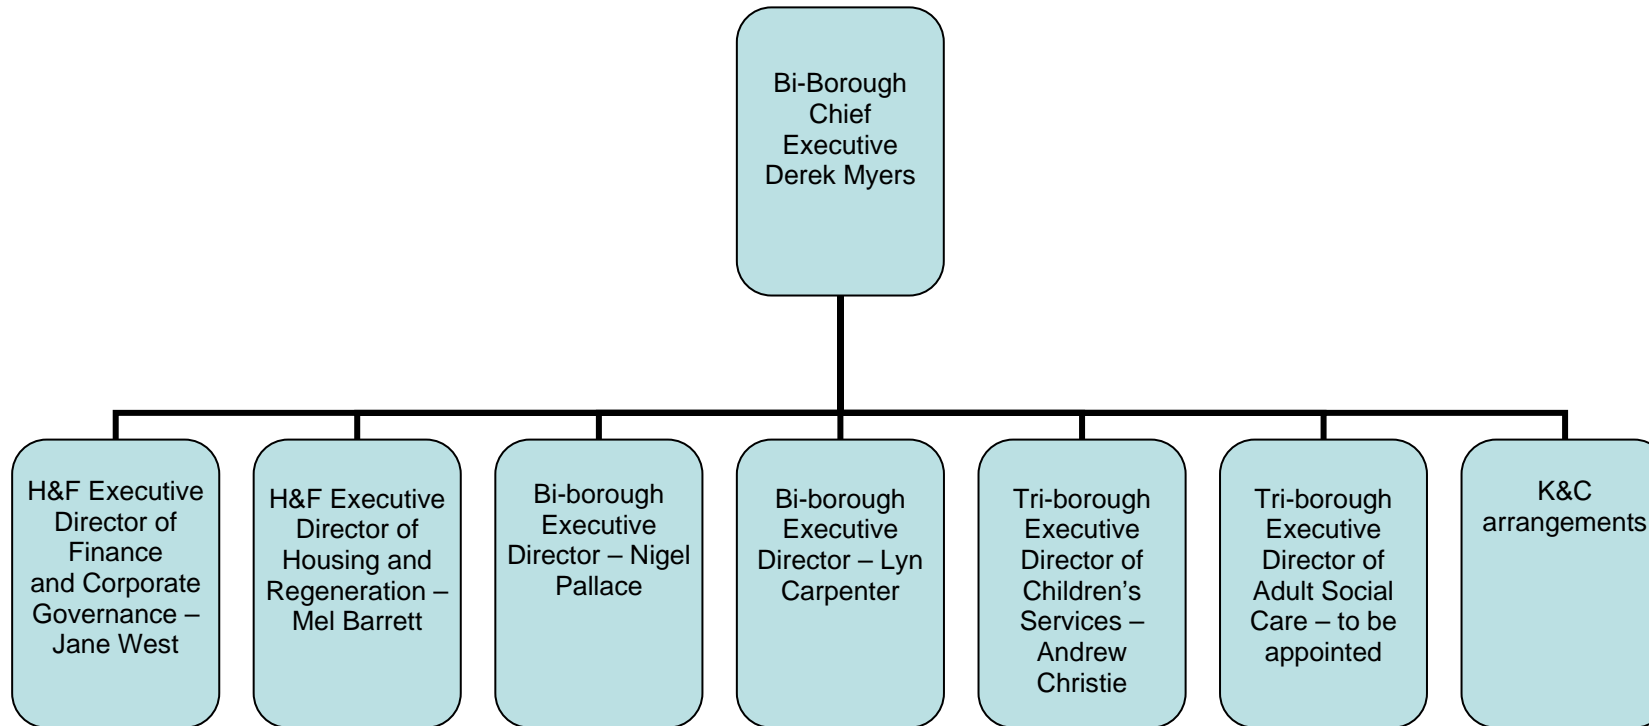 Bi-Borough
Chief
Executive
Derek Myers
H&F Executive
Director of
Finance
and Corporate
Governance –
Jane West
H&F Executive
Director of
Housing and
Regeneration –
Mel Barrett
Bi-borough
Executive
Director – Nigel
Pallace
Bi-borough
Executive
Director – Lyn
Carpenter
Tri-borough
Executive
Director of
Children’s
Services –
Andrew
Christie
Tri-borough
Executive
Director of
Adult Social
Care – to be
appointed
K&C
arrangements